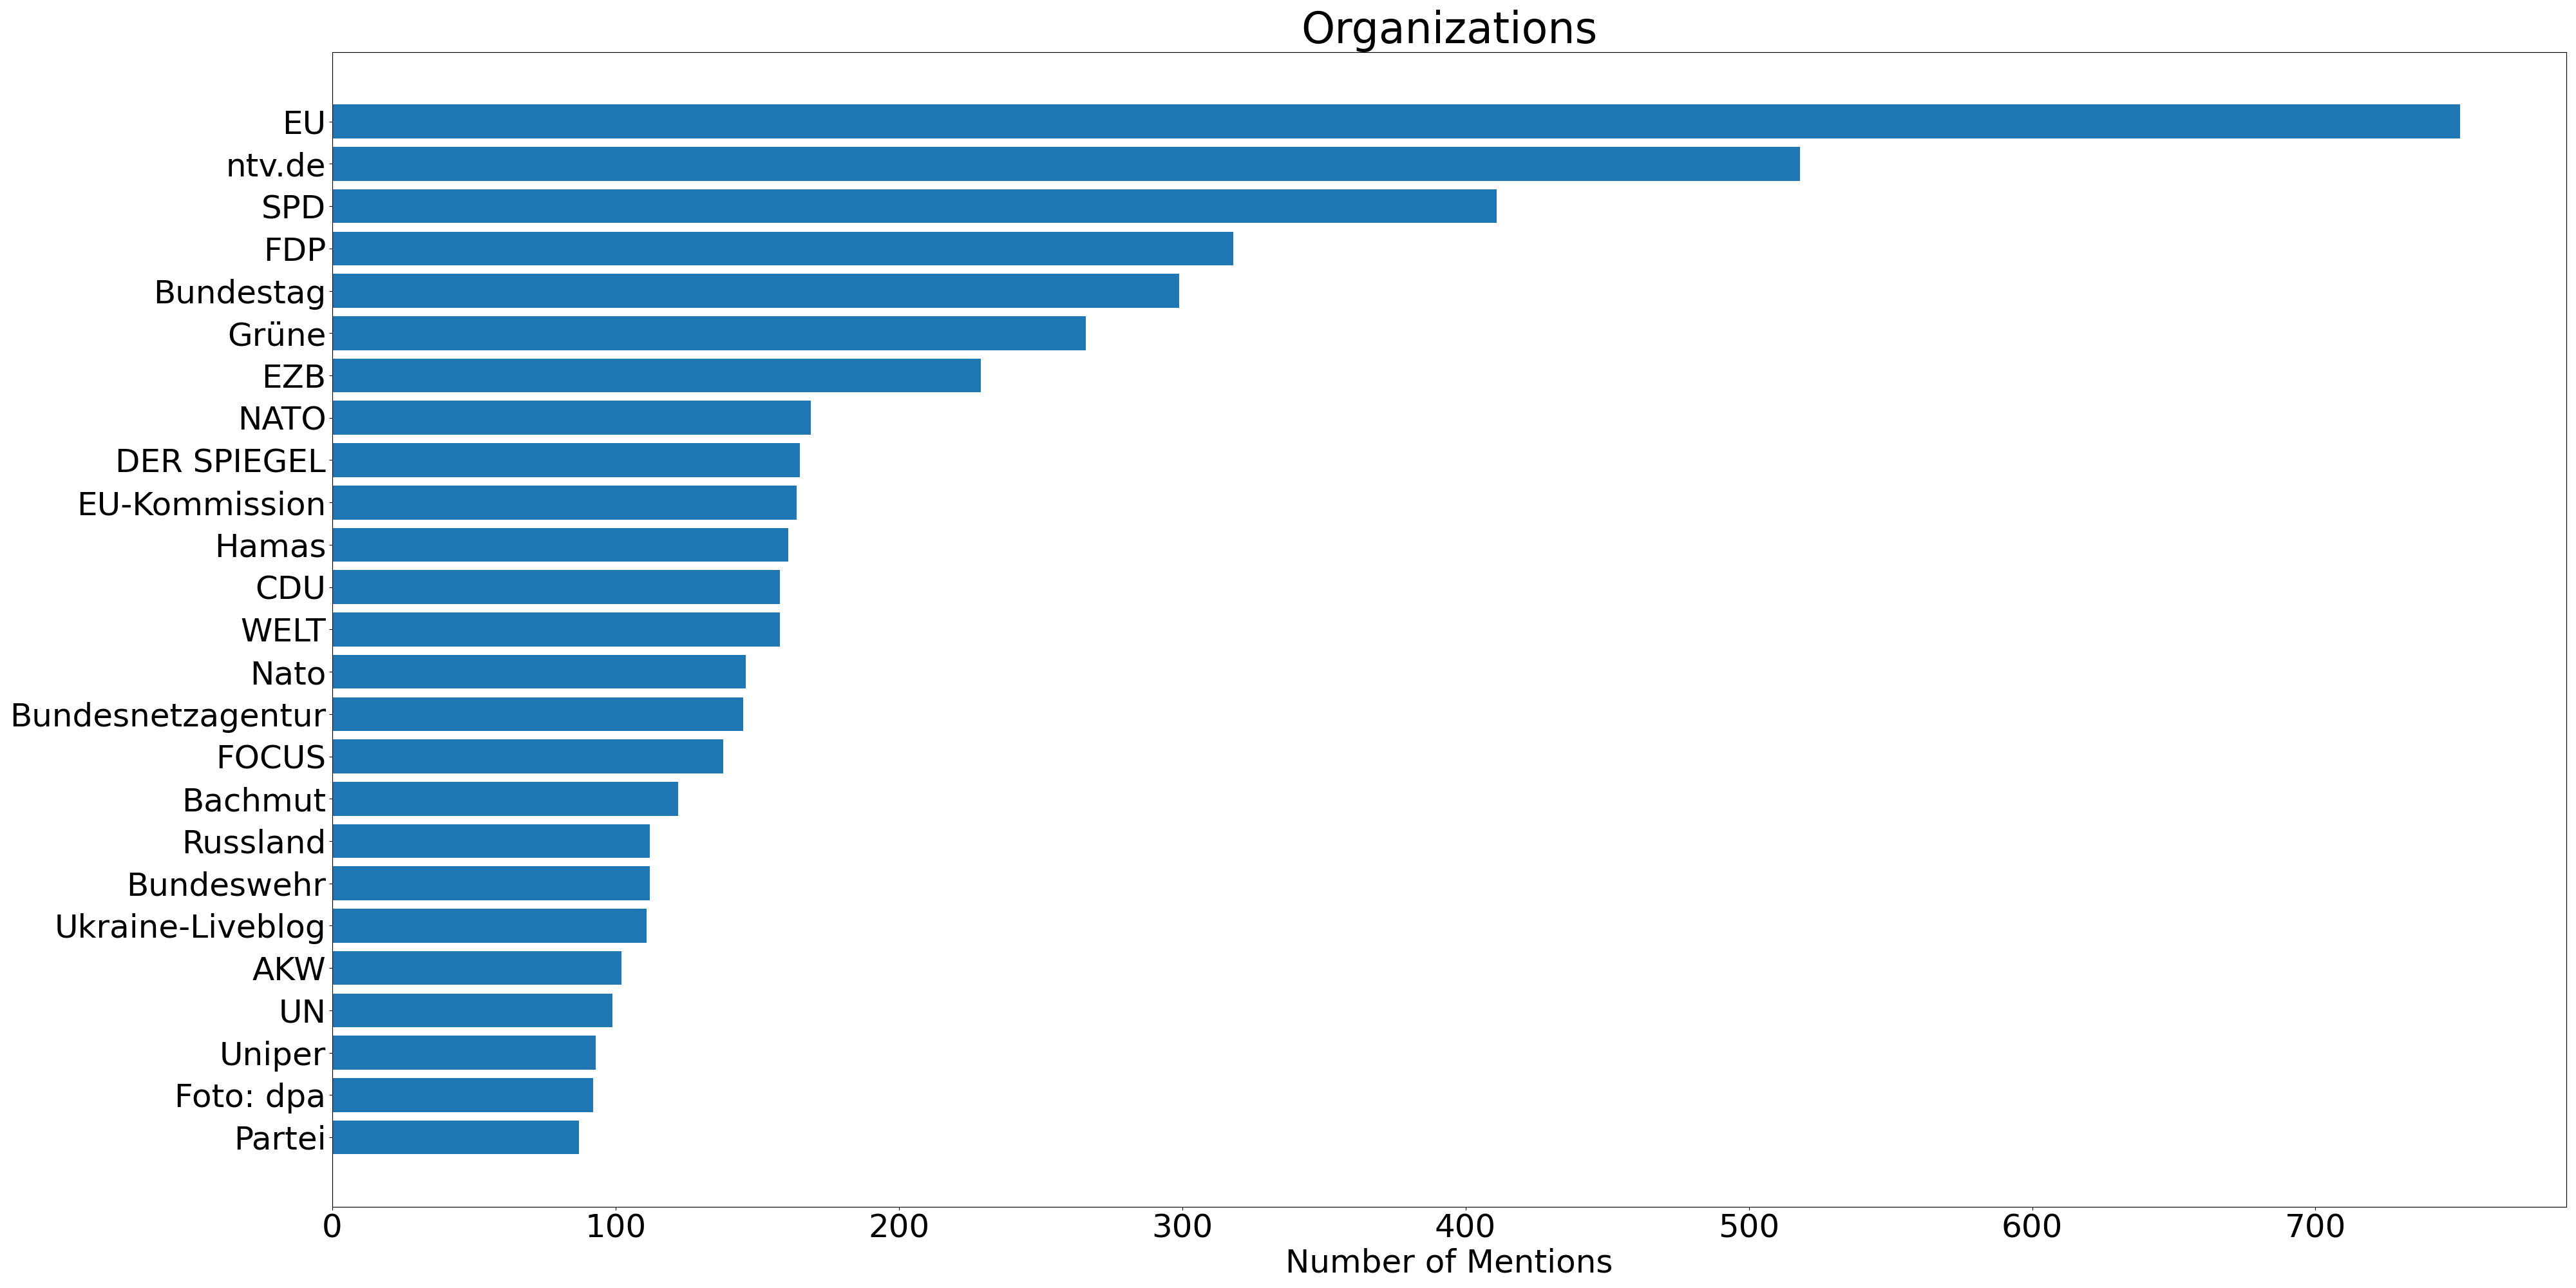 Organizations
EU
ntv.de
SPD
FDP
Bundestag
Grüne
EZB
NATO
DER SPIEGEL
EU-Kommission
Hamas
CDU
WELT
Nato
Bundesnetzagentur
FOCUS
Bachmut
Russland
Bundeswehr
Ukraine-Liveblog
AKW
UN
Uniper
Foto: dpa
Partei
0 100 200 300 400 500 600 700
Number of Mentions